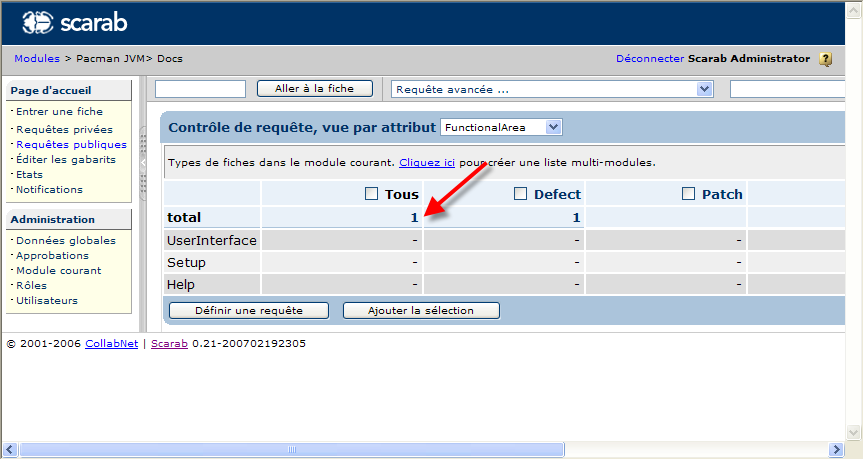 scarab
Modules > Pacman JVM> Docs
Déconnecter Scarab Administrator ?
Page d'accueil
Entrer une fiche
Requêtes privées
Requêtes publiques
Éditer les gabarits
Etats
Notifications
Administration
Données globales
Approbations
Module courant
Rôles
Utilisateurs
Aller à la fiche
Requête avancée ...
Contrôle de requête, vue par attribut FunctionalArea
Types de fiches dans le module courant. Cliquez ici pour créer une liste multi-modules.
Tous Defect Patch
total 1 1
UserInterface - - -
Setup - - -
Help - - -
Définir une requête Ajouter la sélection
© 2001-2006 CollabNet | Scarab 0.21-200702192305